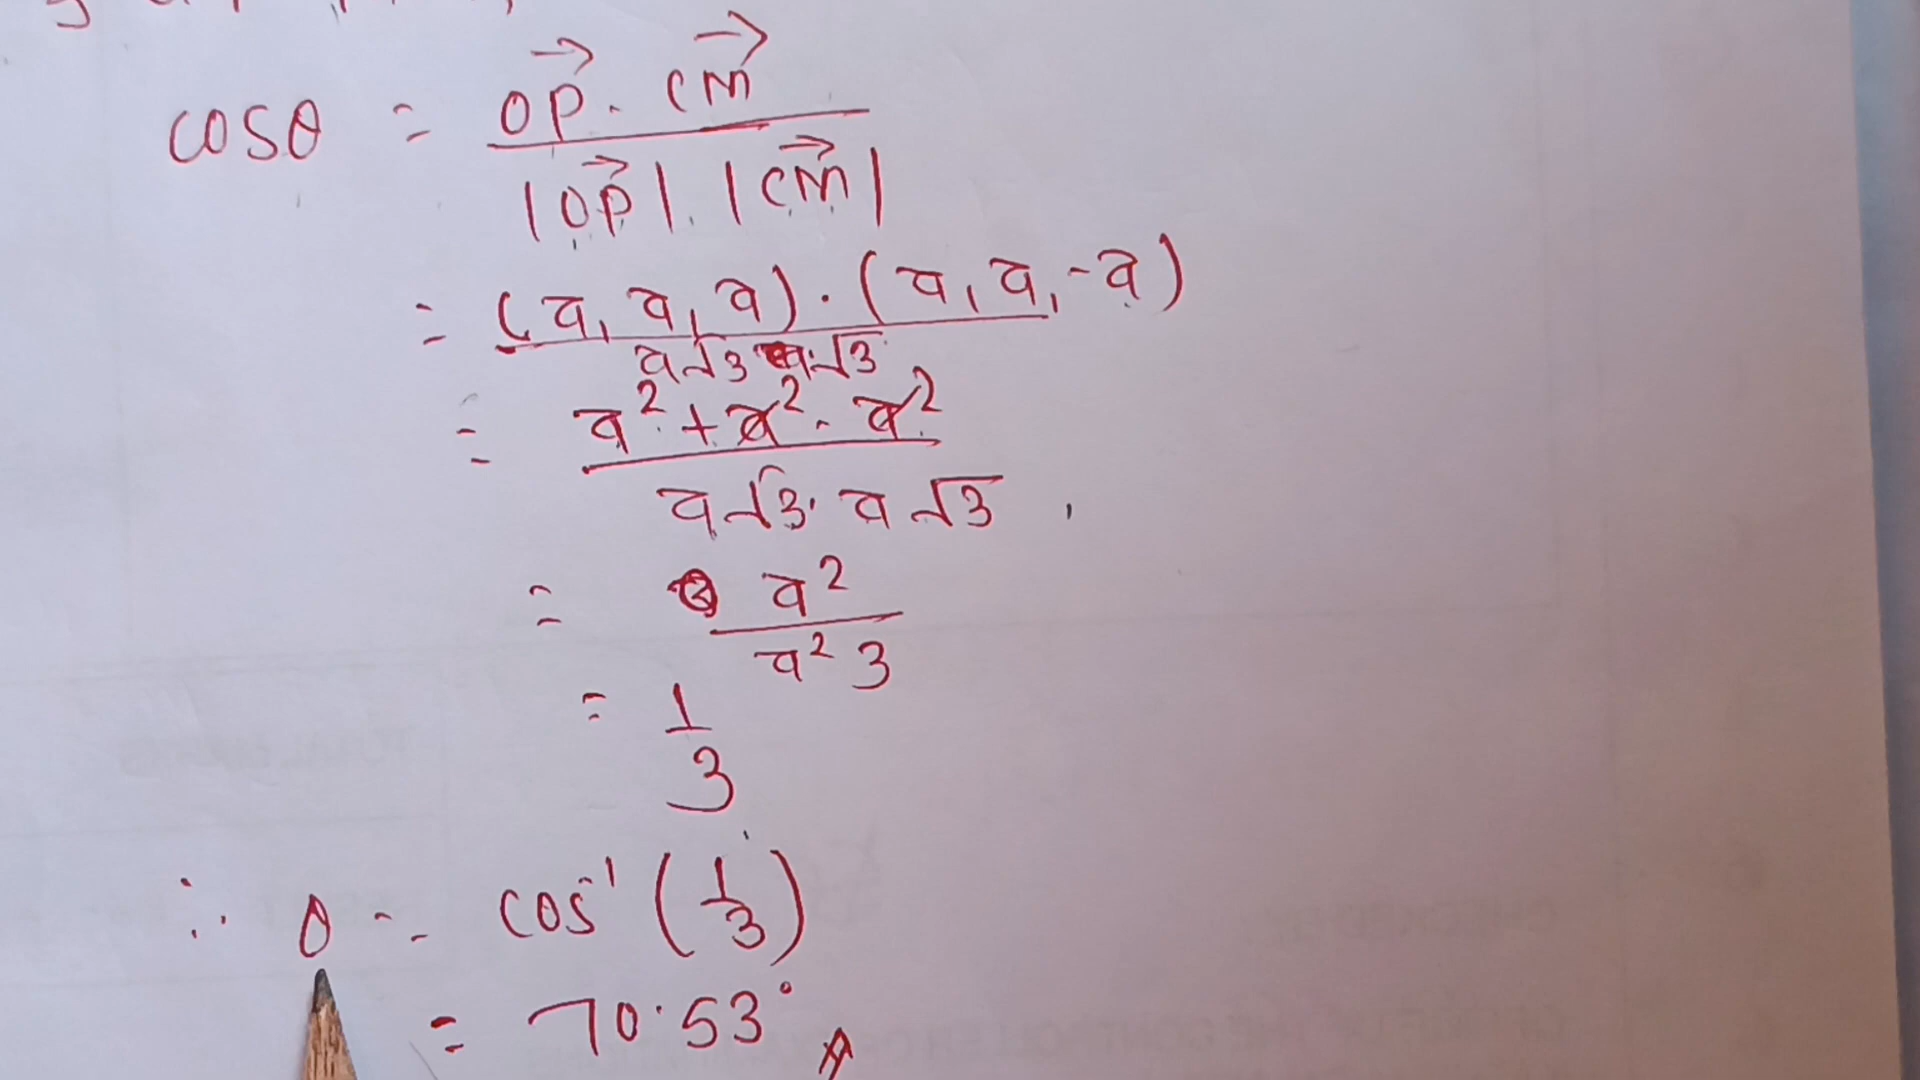 cosθ = OP→ . CM→ / |OP→| . |CM→|
= (a, a, a) . (a, a, -a) / a√3 a√3
= a² + a² - a² / a√3 . a√3
= a² / a² 3
= 1/3
∴ θ = cos⁻¹ (1/3)
= 70.53°